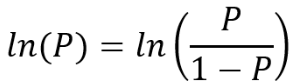 ln(P) = ln(P / (1 − P))